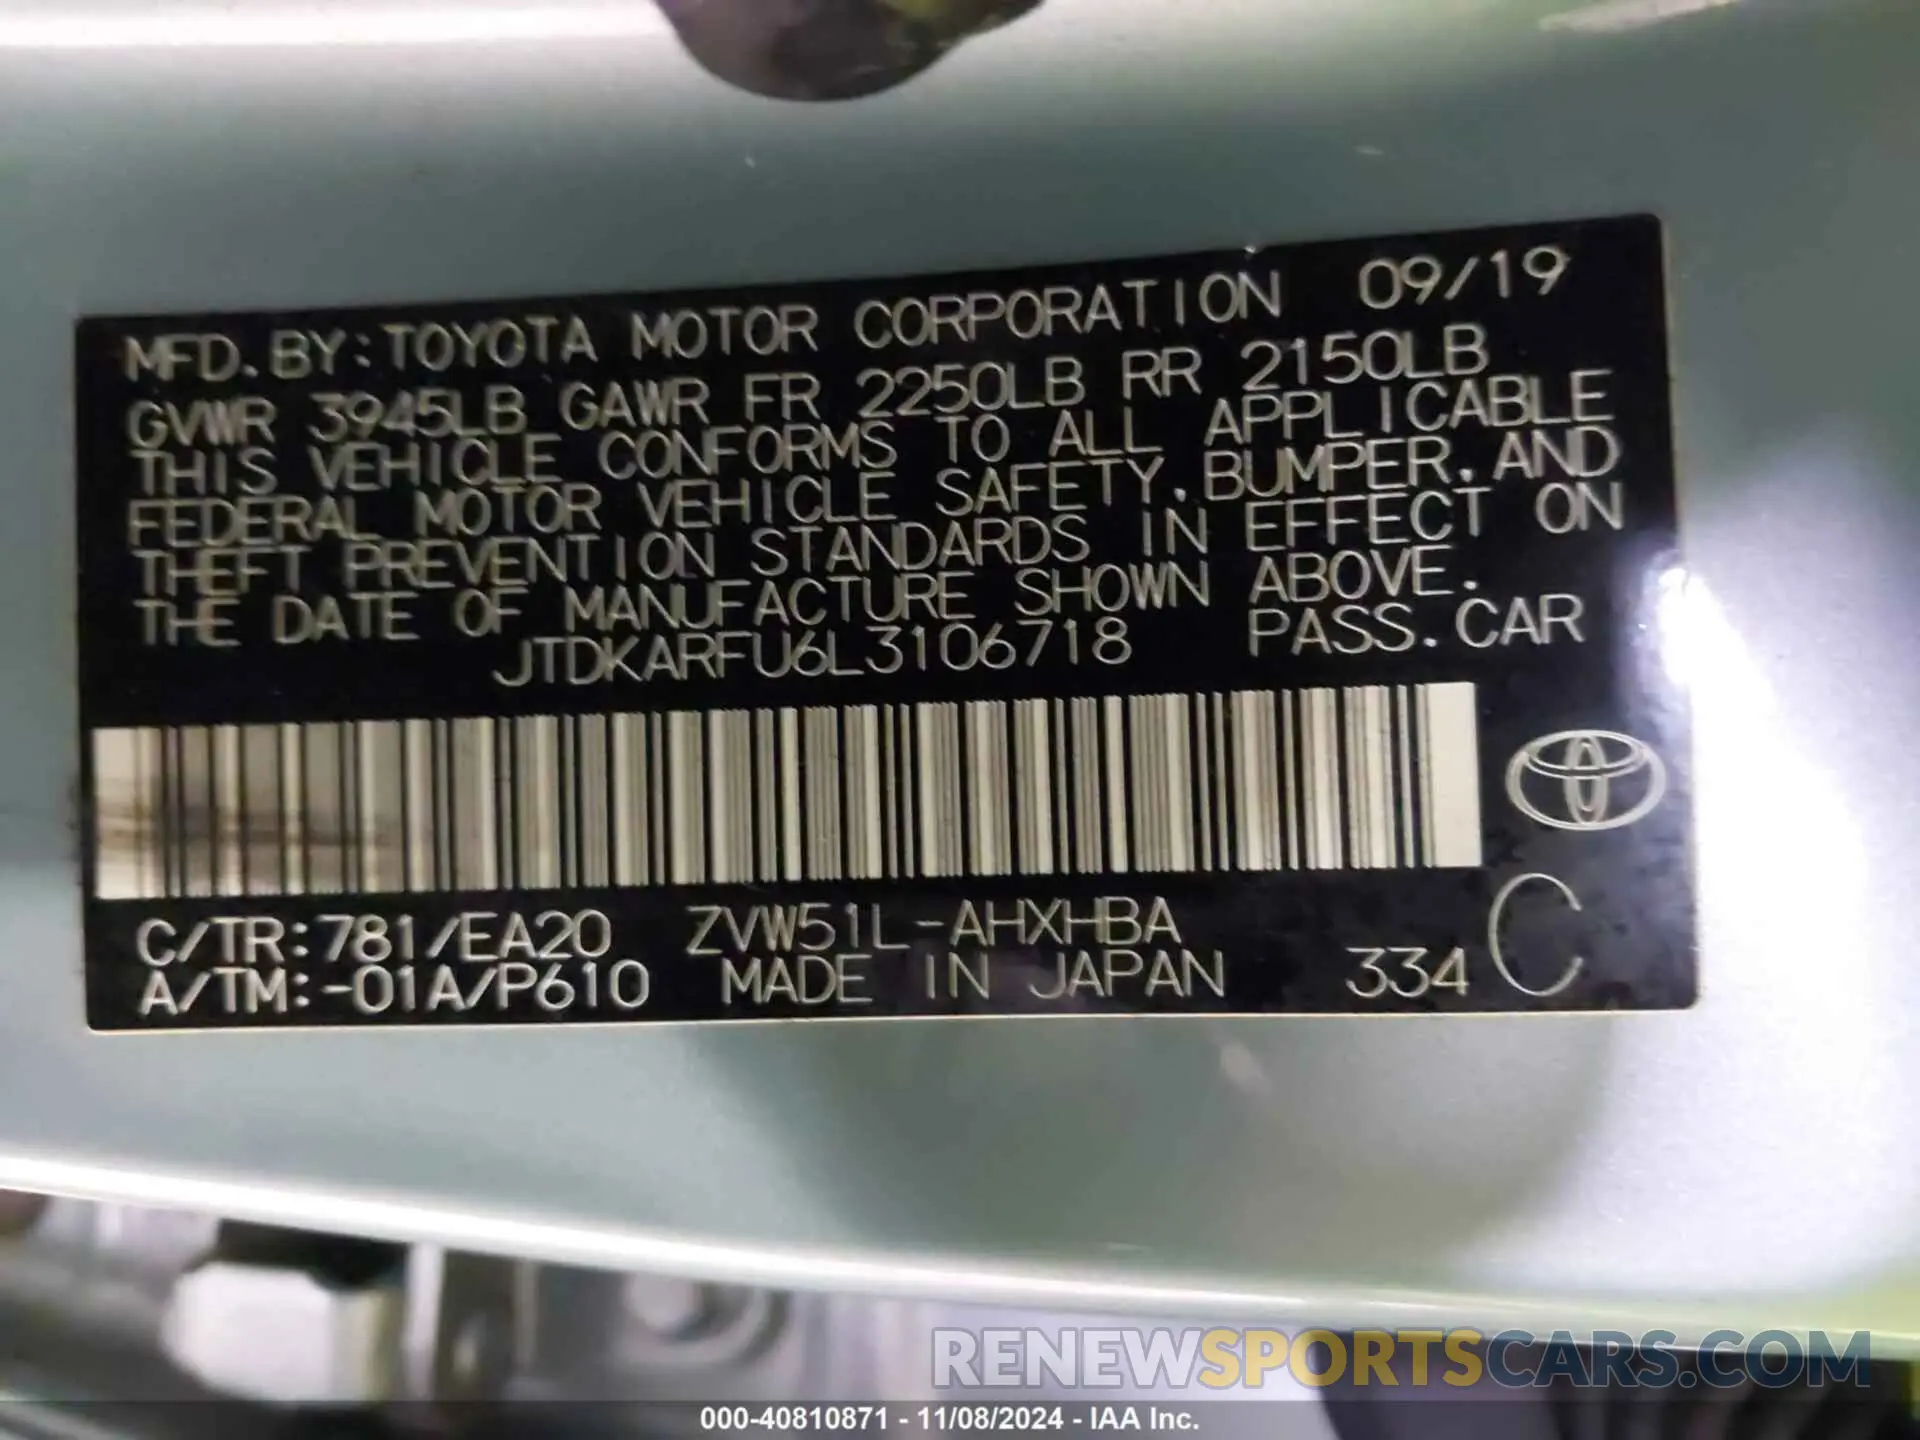 MFD.BY:TOYOTA MOTOR CORPORATION 09/19
GVWR 3945LB GAWR FR 2250LB RR 2150LB
THIS VEHICLE CONFORMS TO ALL APPLICABLE
FEDERAL MOTOR VEHICLE SAFETY,BUMPER,AND
THEFT PREVENTION STANDARDS IN EFFECT ON
THE DATE OF MANUFACTURE SHOWN ABOVE.
JTDKARFU6L3106718 PASS.CAR
C/TR:781/EA20 ZVW51L-AHXHBA
A/TM:-01A/P610 MADE IN JAPAN 334 C
RENEWSPORTSCARS.COM
000-40810871 - 11/08/2024 - IAA Inc.